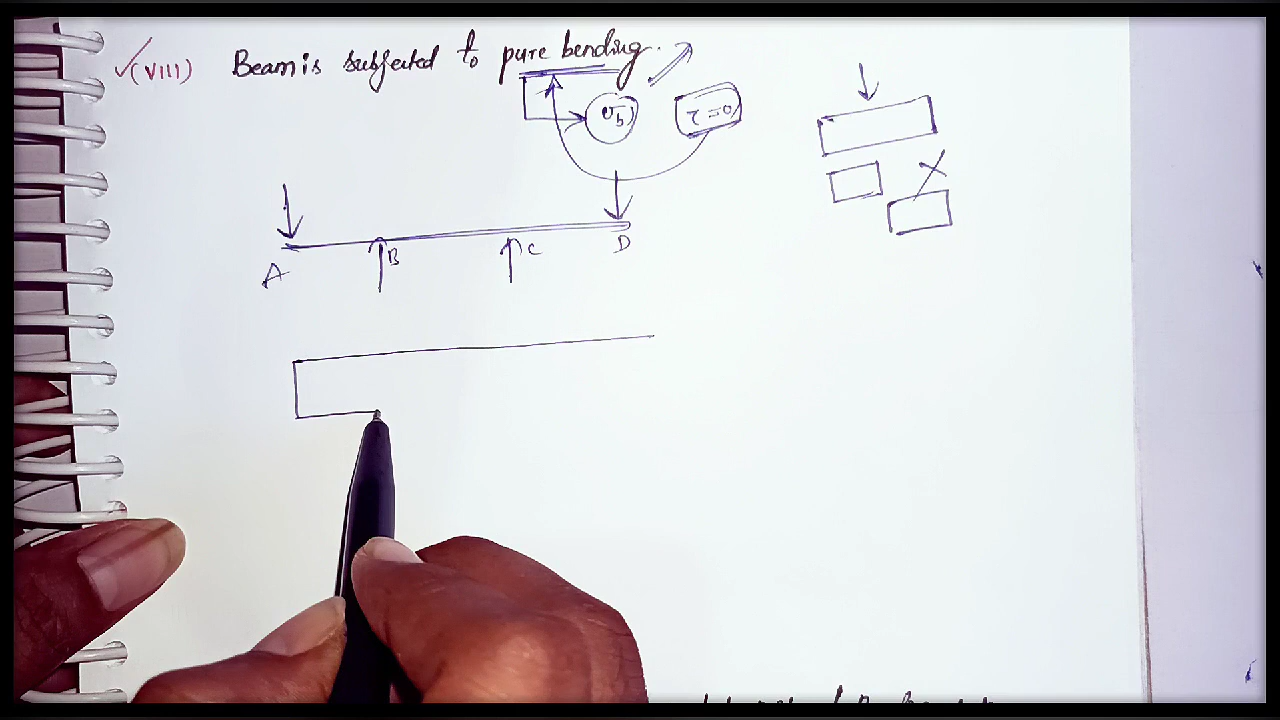 (VIII) Beam is subjected to pure bending.
σb τ=0
A B C D